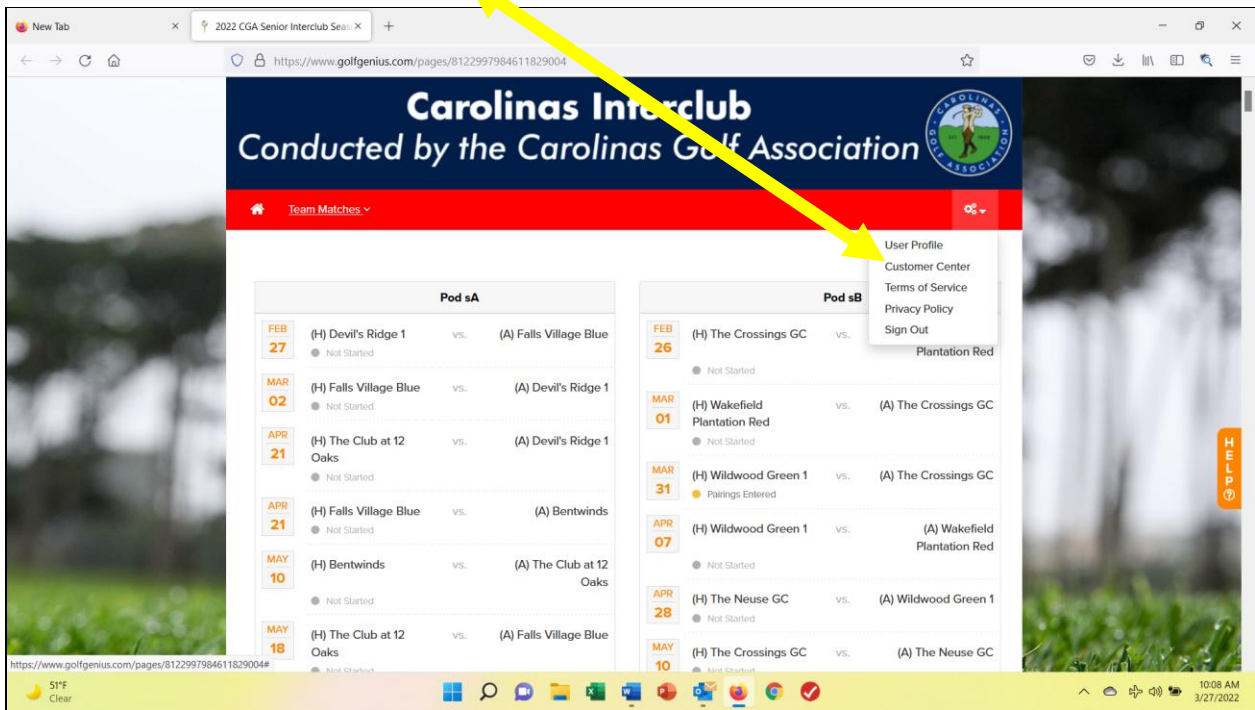 New Tab
2022 CGA Senior Interclub Seas
https://www.golfgenius.com/pages/8122997984611829004
Carolinas Interclub
Conducted by the Carolinas Golf Association
CAROLINAS
GOLF ASSOCIATION
Team Matches
User Profile
Customer Center
Terms of Service
Privacy Policy
Sign Out
Pod sA
FEB 27 (H) Devil's Ridge 1 vs. (A) Falls Village Blue
Not Started
MAR 02 (H) Falls Village Blue vs. (A) Devil's Ridge 1
Not Started
APR 21 (H) The Club at 12 Oaks vs. (A) Devil's Ridge 1
Not Started
APR 21 (H) Falls Village Blue vs. (A) Bentwinds
Not Started
MAY 10 (H) Bentwinds vs. (A) The Club at 12 Oaks
Not Started
MAY 18 (H) The Club at 12 Oaks vs. (A) Falls Village Blue
Not Started
Pod sB
FEB 26 (H) The Crossings GC vs. Plantation Red
Not Started
MAR 01 (H) Wakefield Plantation Red vs. (A) The Crossings GC
Not Started
MAR 31 (H) Wildwood Green 1 vs. (A) The Crossings GC
Pairings Entered
APR 07 (H) Wildwood Green 1 vs. (A) Wakefield Plantation Red
Not Started
APR 28 (H) The Neuse GC vs. (A) Wildwood Green 1
Not Started
MAY 10 (H) The Crossings GC vs. (A) The Neuse GC
Not Started
HELP
https://www.golfgenius.com/pages/8122997984611829004#
51°F
Clear
10:08 AM
3/27/2022